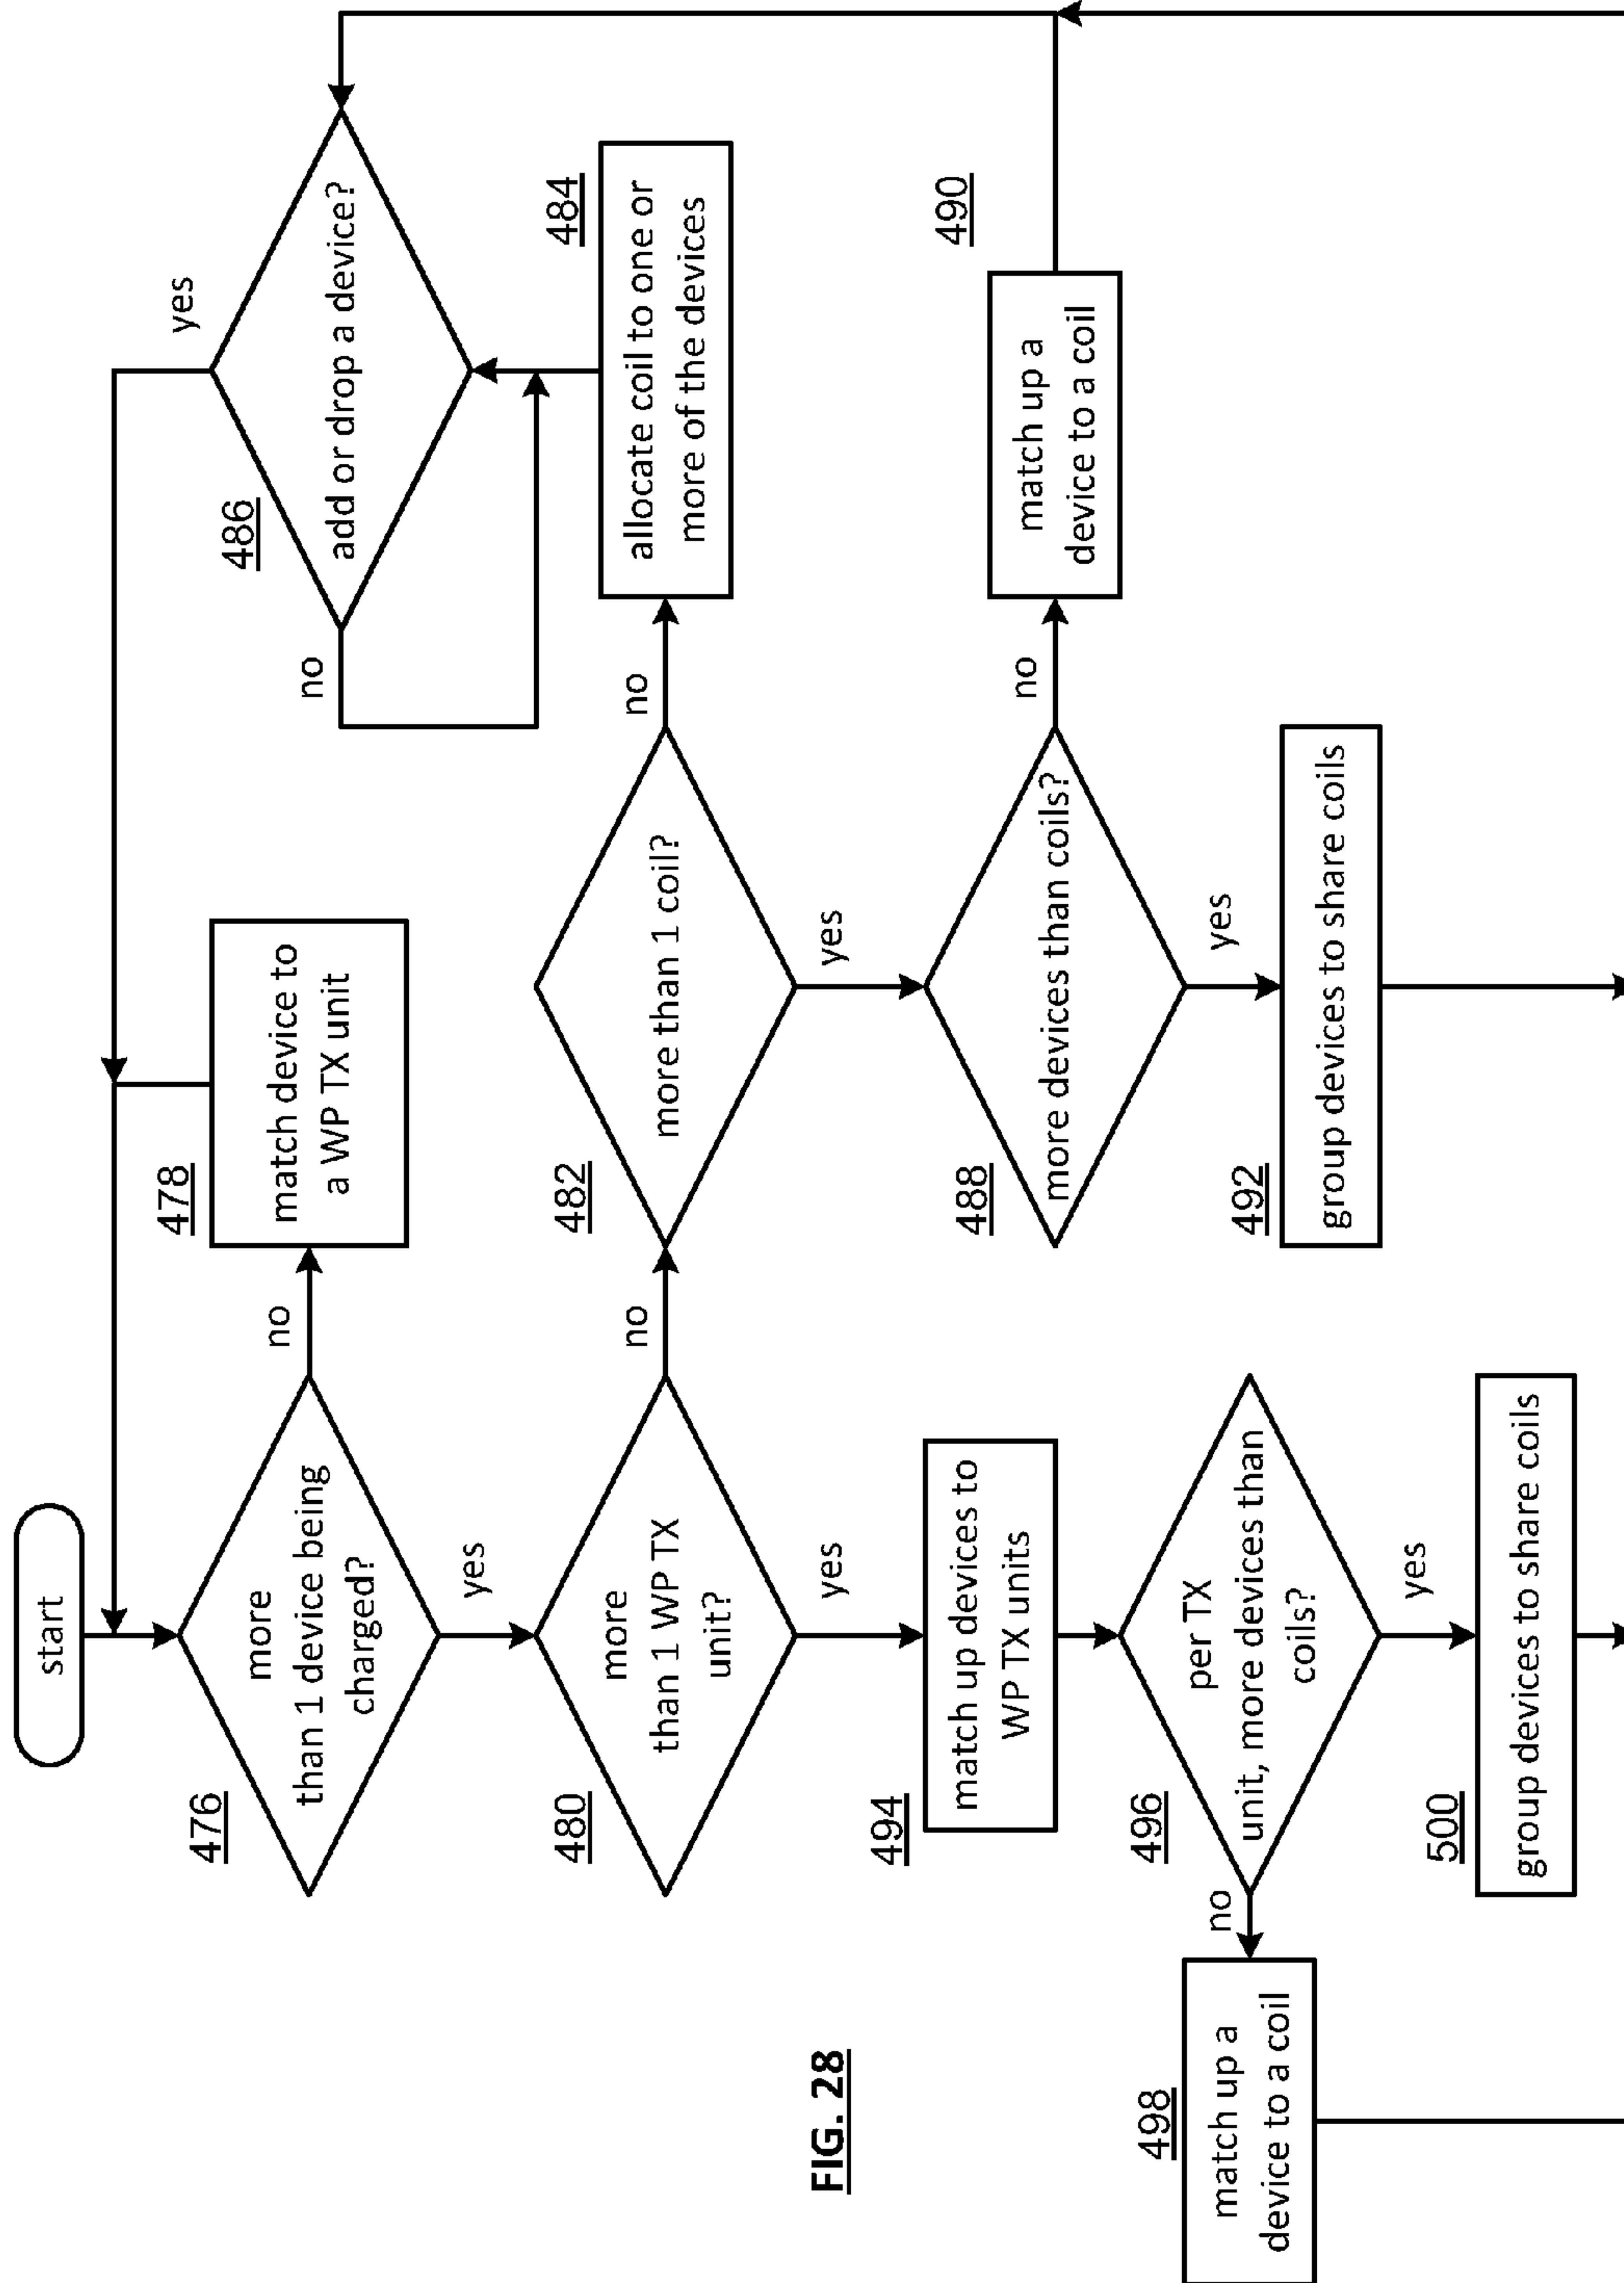 start
476
more
than 1 device being
charged?
no
478
match device to
a WP TX unit
yes
480
more
than 1 WP TX
unit?
no
482
more than 1 coil?
no
484
allocate coil to one or
more of the devices
486
add or drop a device?
yes
no
yes
488
more devices than coils?
no
490
match up a
device to a coil
yes
492
group devices to share coils
yes
494
match up devices to
WP TX units
496
per TX
unit, more devices than
coils?
no
498
match up a
device to a coil
yes
500
group devices to share coils
FIG. 28